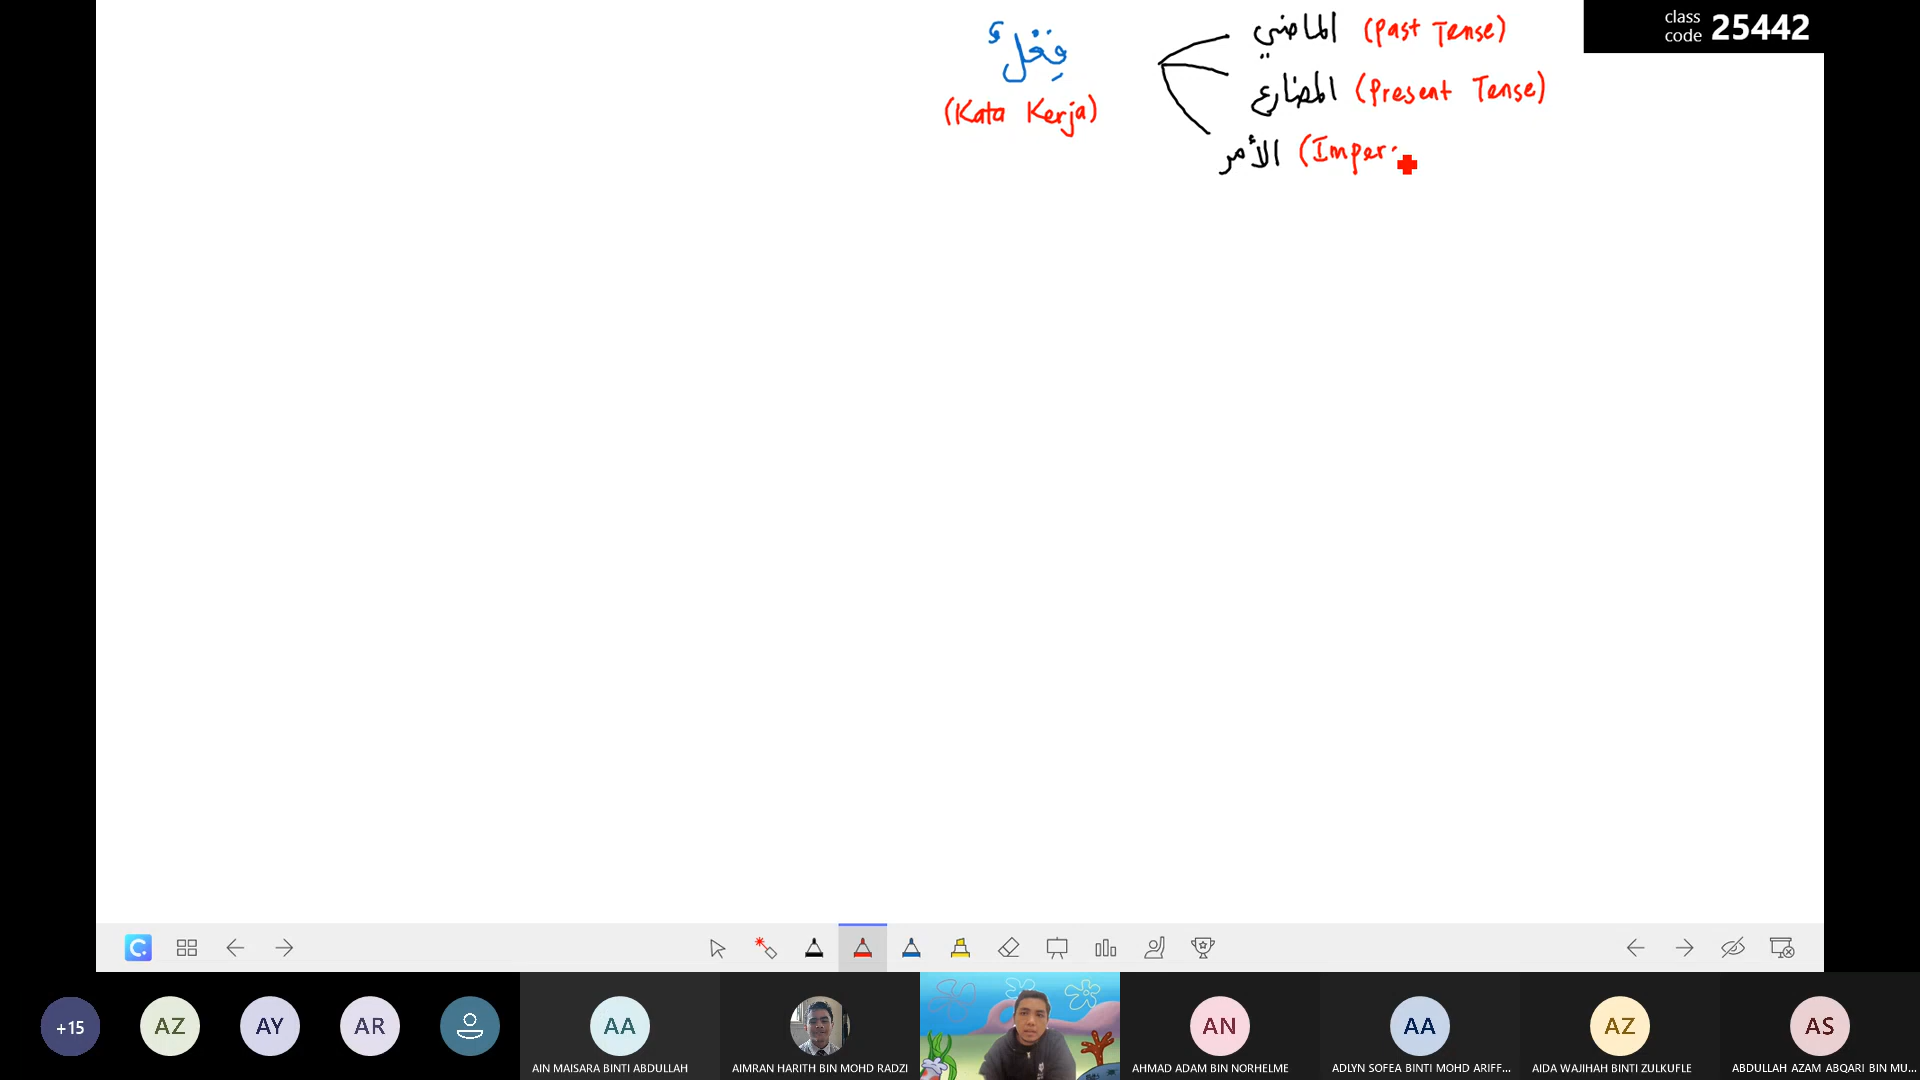 class code 25442
فِعْلٌ
(Kata Kerja)
الماضي (Past Tense)
المضارع (Present Tense)
الأمر (Imper
+15
AZ
AY
AR
AA
AIN MAISARA BINTI ABDULLAH
AIMRAN HARITH BIN MOHD RADZI
AN
AHMAD ADAM BIN NORHELME
AA
ADLYN SOFEA BINTI MOHD ARIFF...
AZ
AIDA WAJIHAH BINTI ZULKUFLE
AS
ABDULLAH AZAM ABQARI BIN MU...